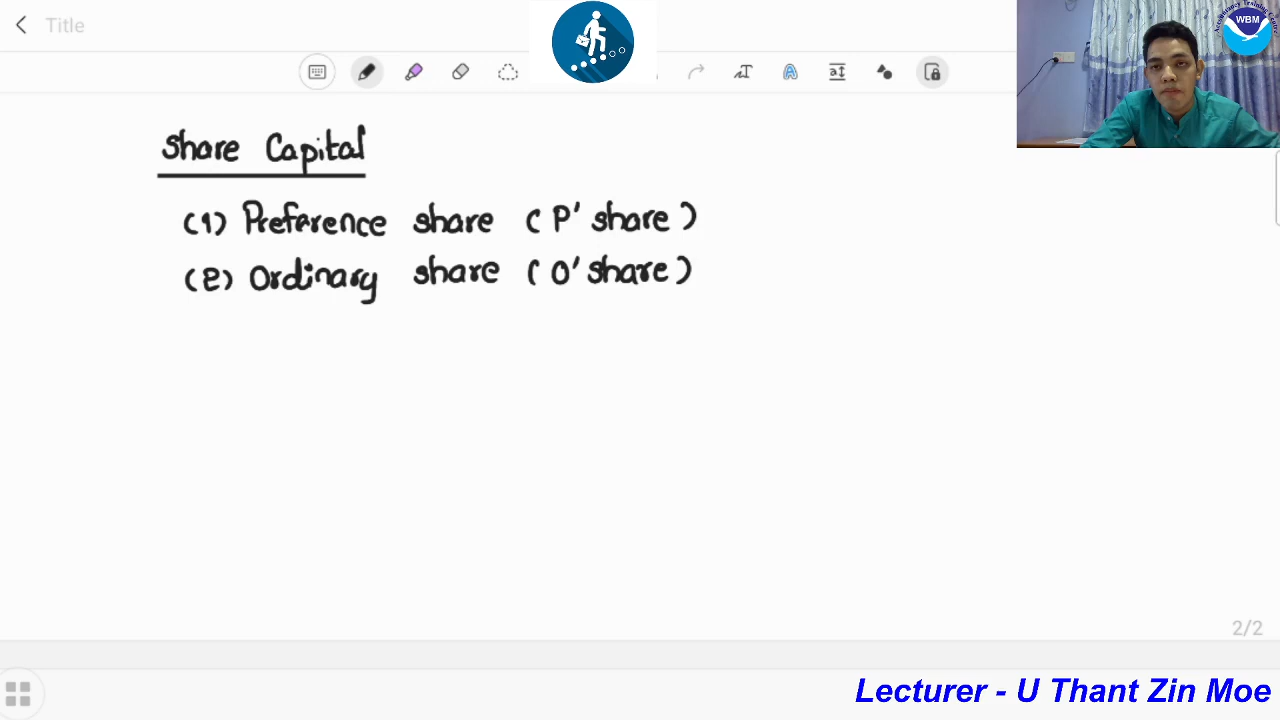 Title
WBM
Share Capital
(1) Preference share ( P' share )
(2) Ordinary share ( O' share )
2/2
Lecturer - U Thant Zin Moe